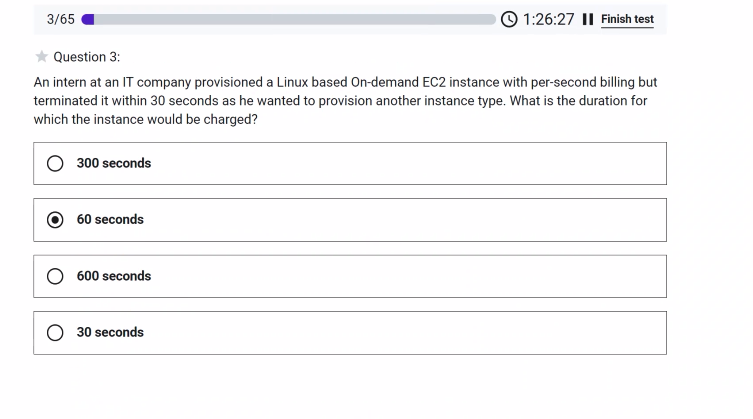 3/65 1:26:27 Finish test
Question 3:
An intern at an IT company provisioned a Linux based On-demand EC2 instance with per-second billing but
terminated it within 30 seconds as he wanted to provision another instance type. What is the duration for
which the instance would be charged?
300 seconds
60 seconds
600 seconds
30 seconds